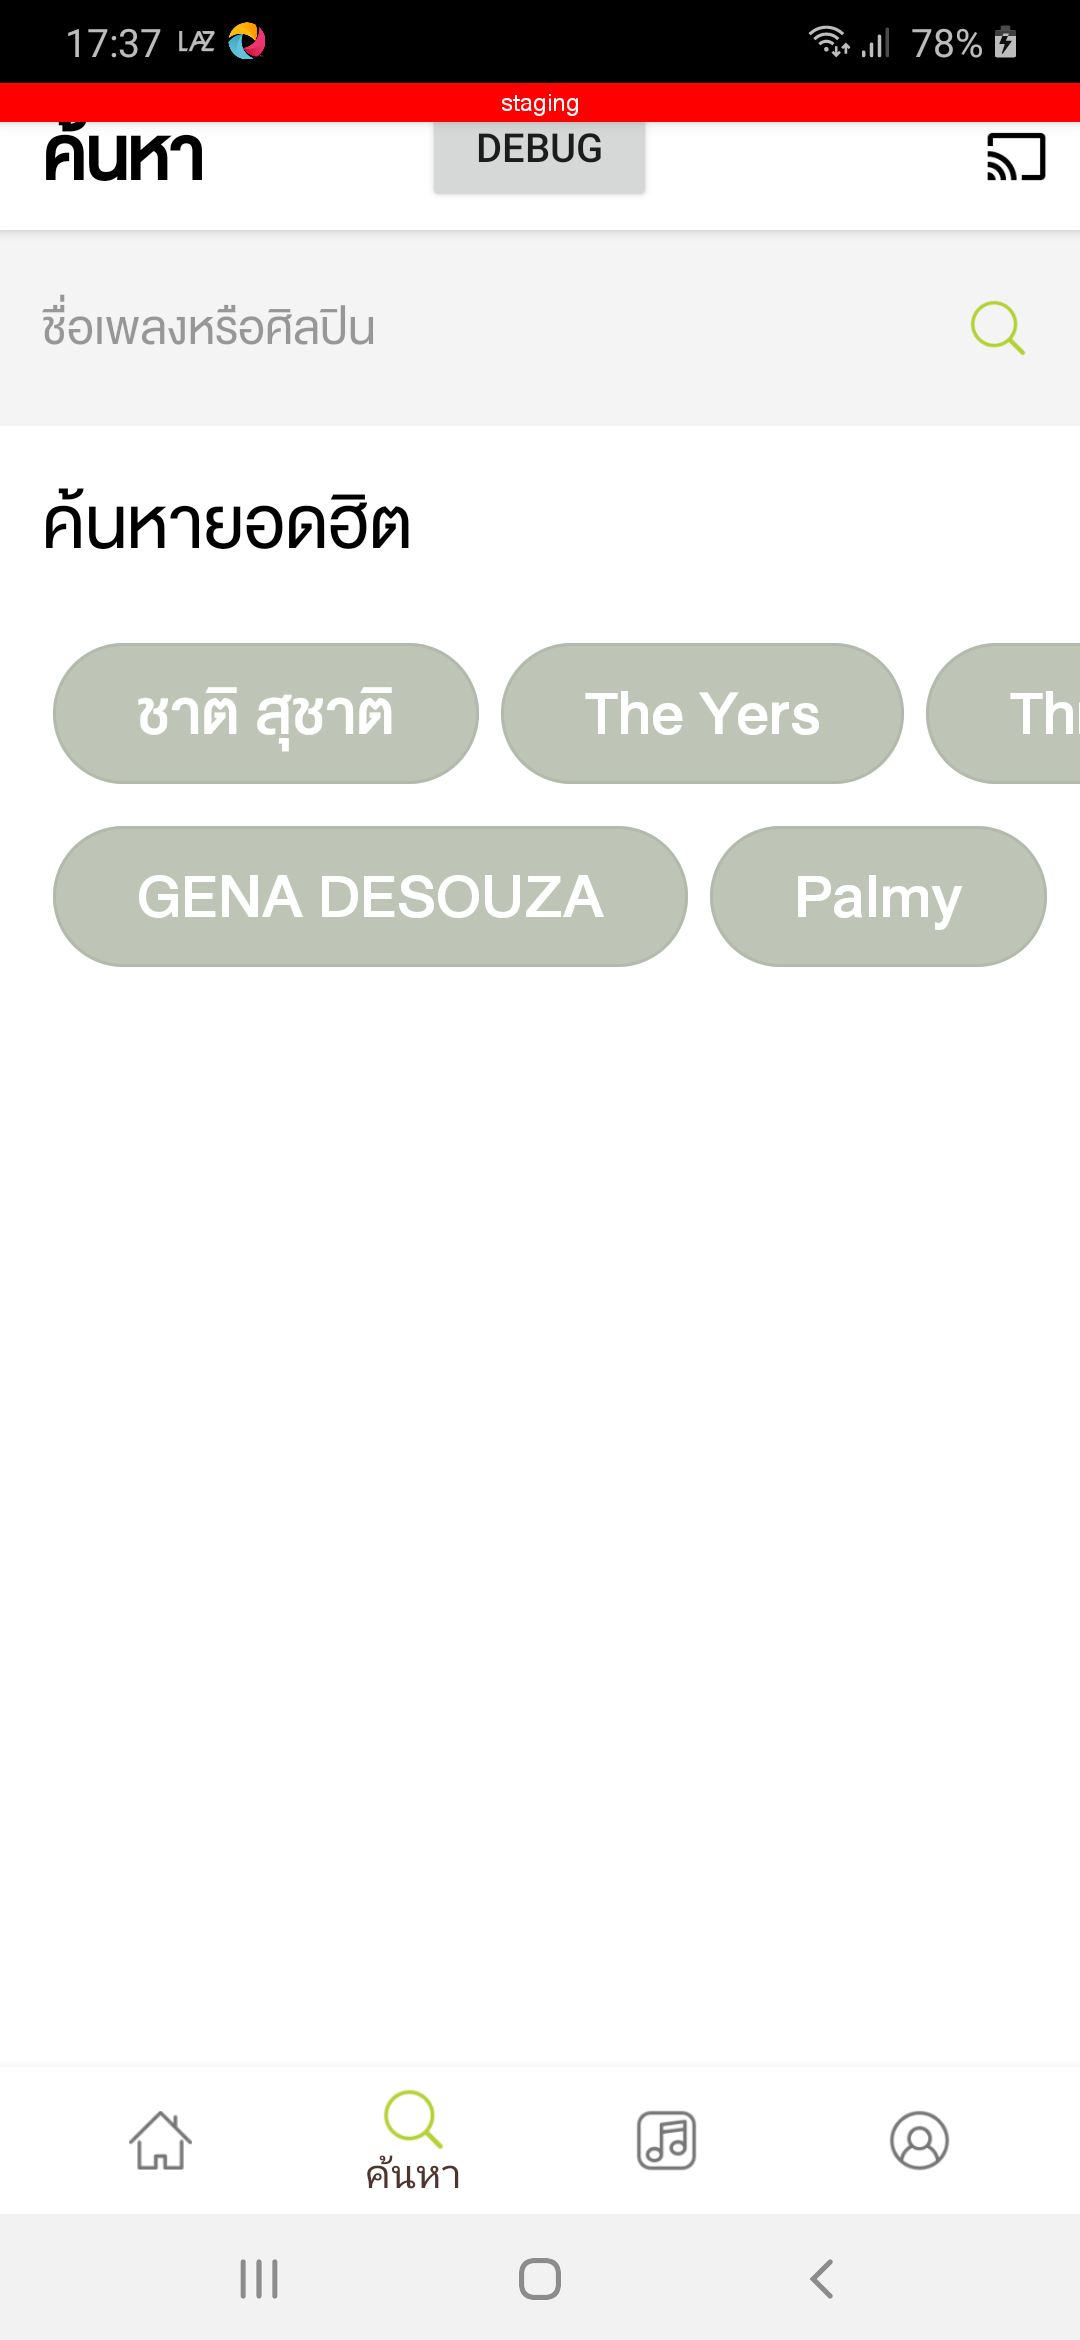 17:37 LAZ 78%
staging
ค้นหา DEBUG
ชื่อเพลงหรือศิลปิน
ค้นหายอดฮิต
ชาติ สุชาติ The Yers
GENA DESOUZA Palmy
ค้นหา